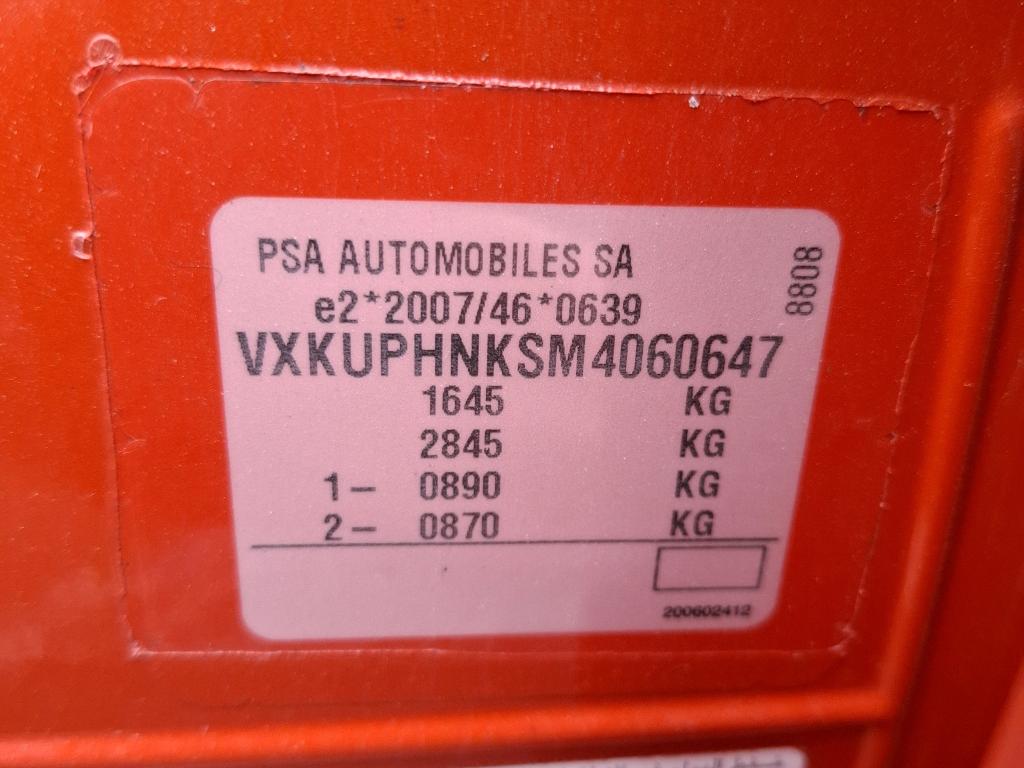 PSA AUTOMOBILES SA
8808
e2*2007/46*0639
VXKUPHNKSM4060647
1645 KG
2845 KG
1– 0890 KG
2– 0870 KG
200602412